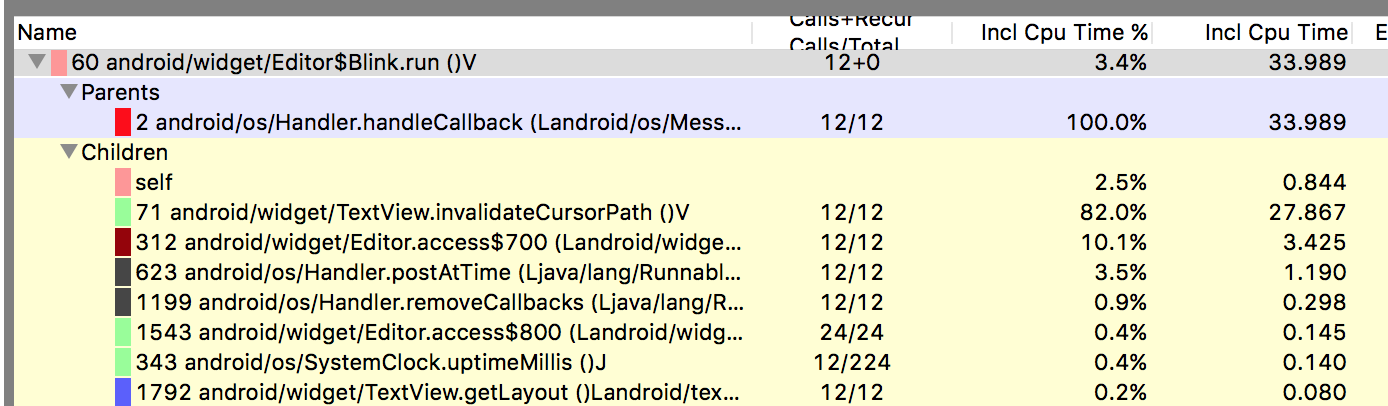 Name Calls+Recur Calls/Total Incl Cpu Time % Incl Cpu Time E
60 android/widget/Editor$Blink.run ()V 12+0 3.4% 33.989
Parents
2 android/os/Handler.handleCallback (Landroid/os/Mess... 12/12 100.0% 33.989
Children
self 2.5% 0.844
71 android/widget/TextView.invalidateCursorPath ()V 12/12 82.0% 27.867
312 android/widget/Editor.access$700 (Landroid/widge... 12/12 10.1% 3.425
623 android/os/Handler.postAtTime (Ljava/lang/Runnabl... 12/12 3.5% 1.190
1199 android/os/Handler.removeCallbacks (Ljava/lang/R... 12/12 0.9% 0.298
1543 android/widget/Editor.access$800 (Landroid/widg... 24/24 0.4% 0.145
343 android/os/SystemClock.uptimeMillis ()J 12/224 0.4% 0.140
1792 android/widget/TextView.getLayout ()Landroid/tex... 12/12 0.2% 0.080